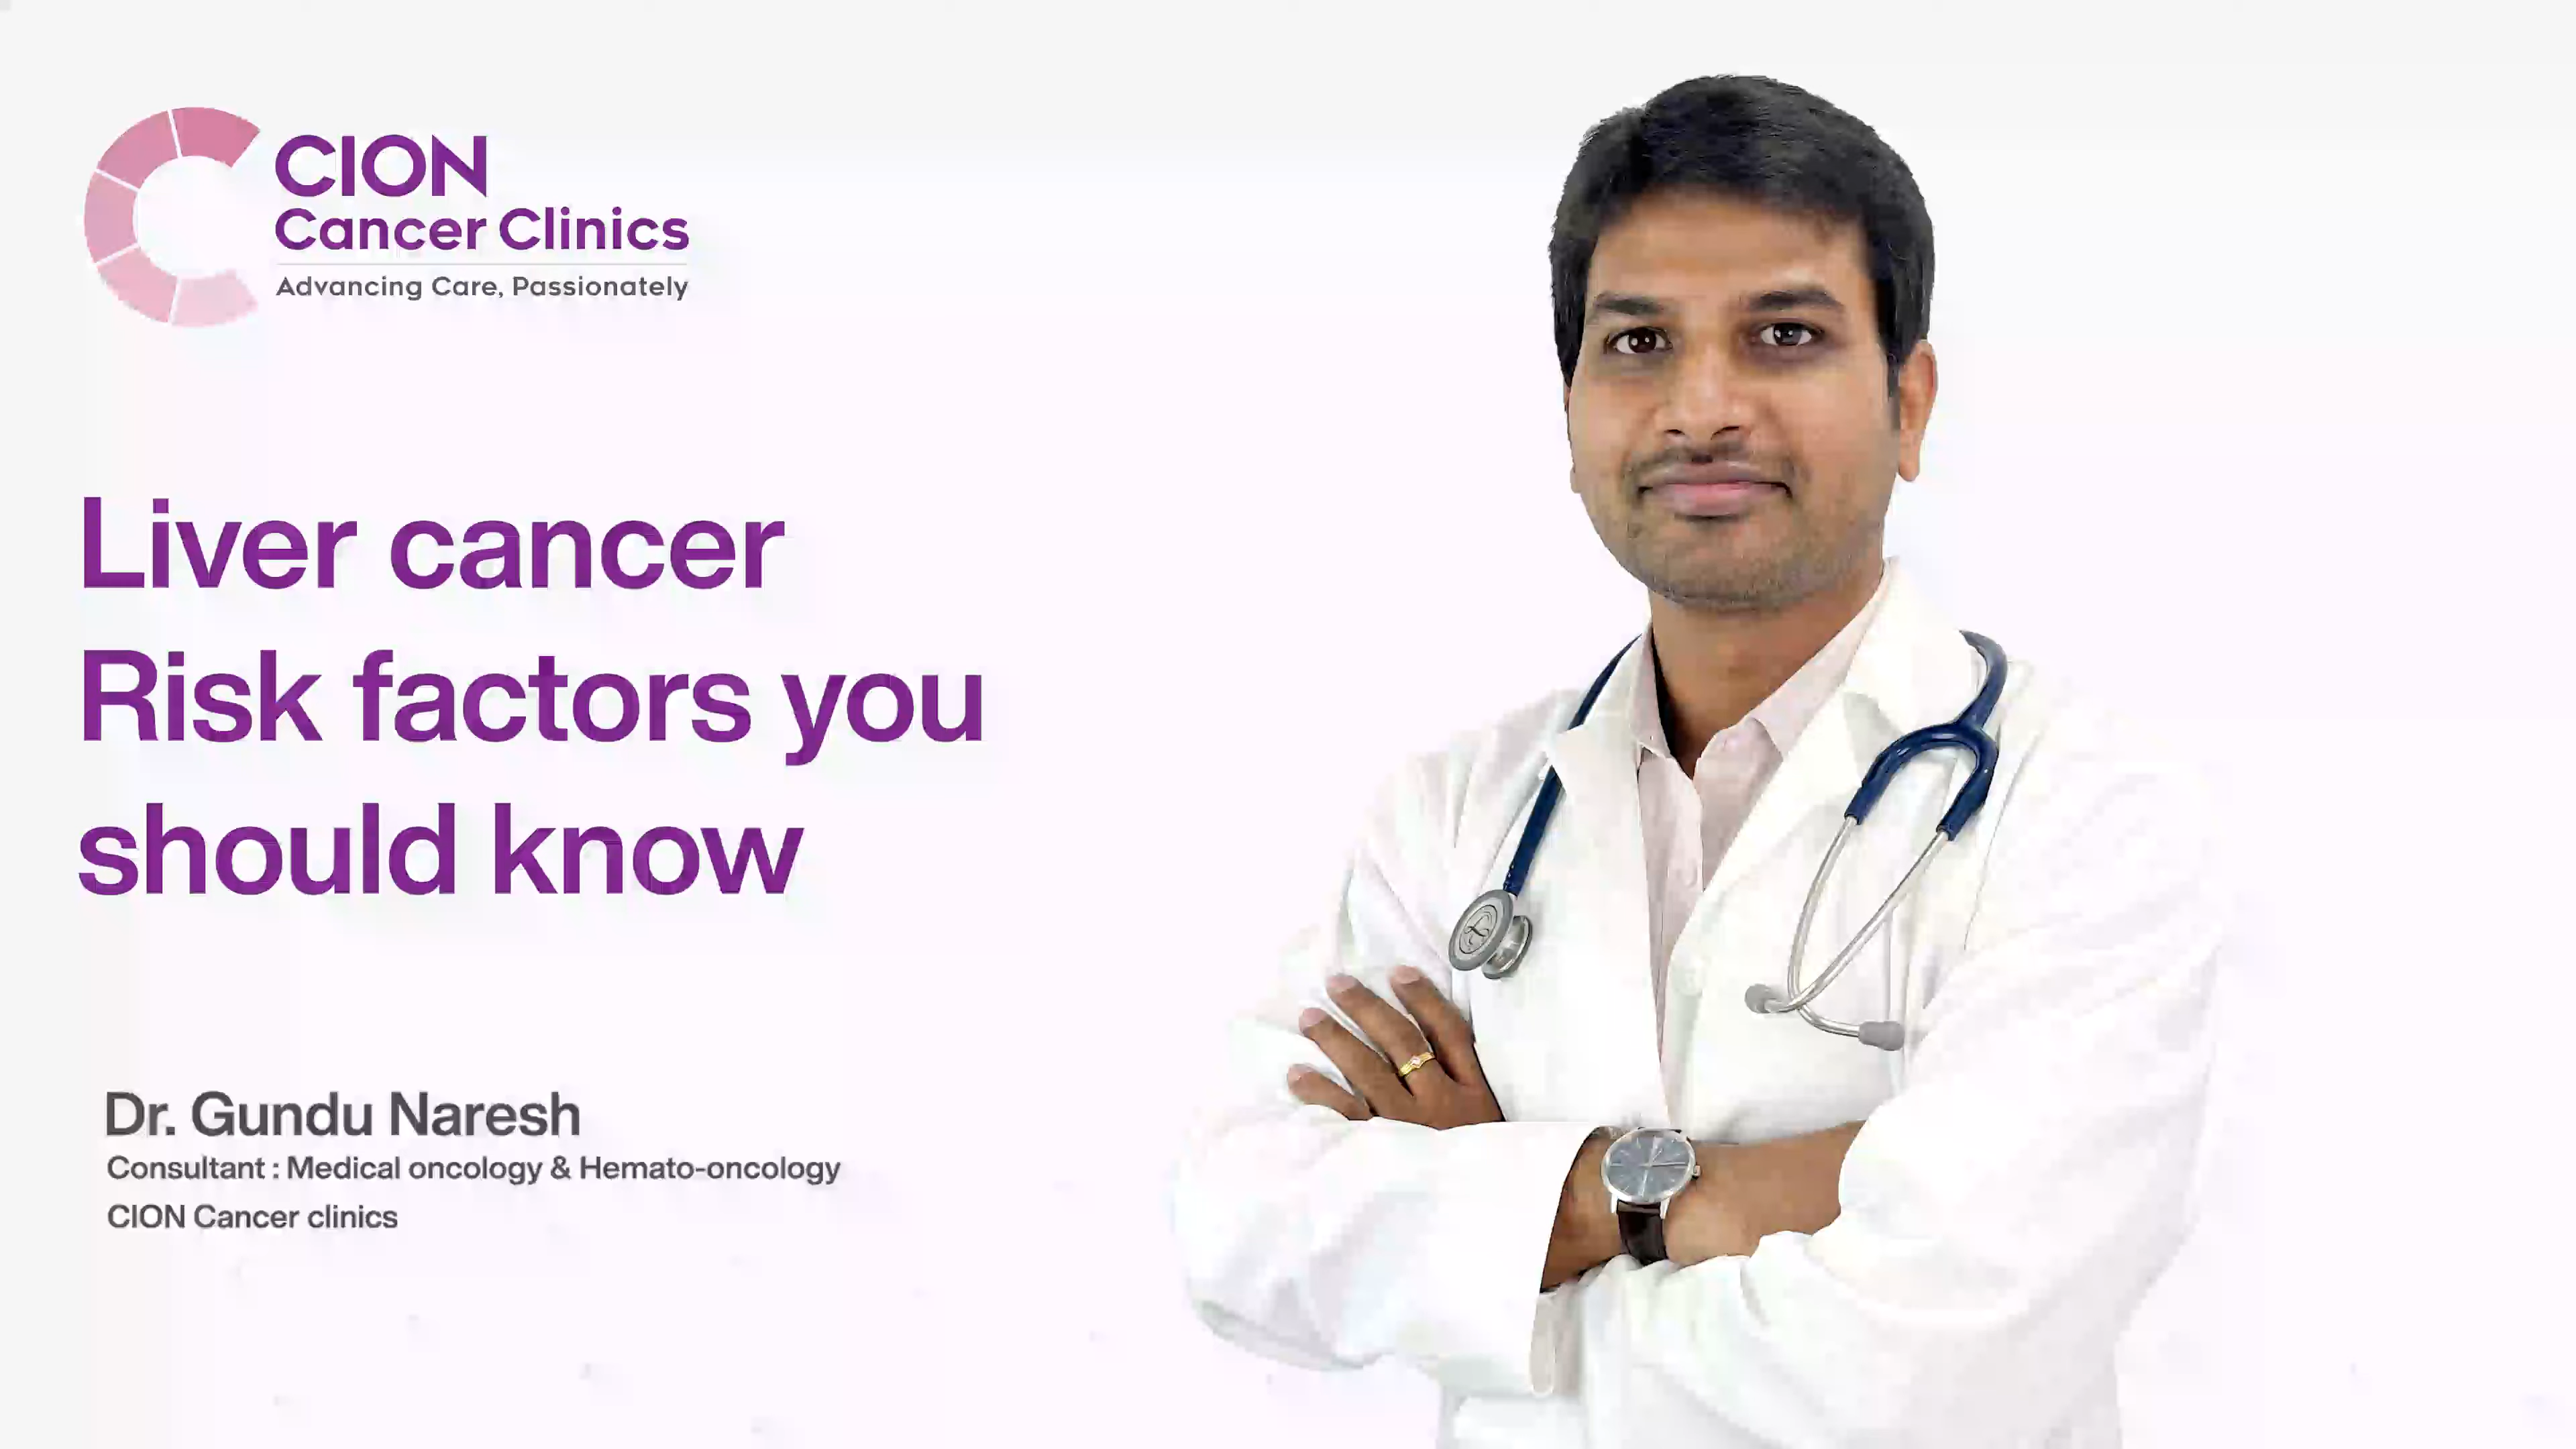 CION
Cancer Clinics
Advancing Care, Passionately
Liver cancer
Risk factors you
should know
Dr. Gundu Naresh
Consultant : Medical oncology & Hemato-oncology
CION Cancer clinics